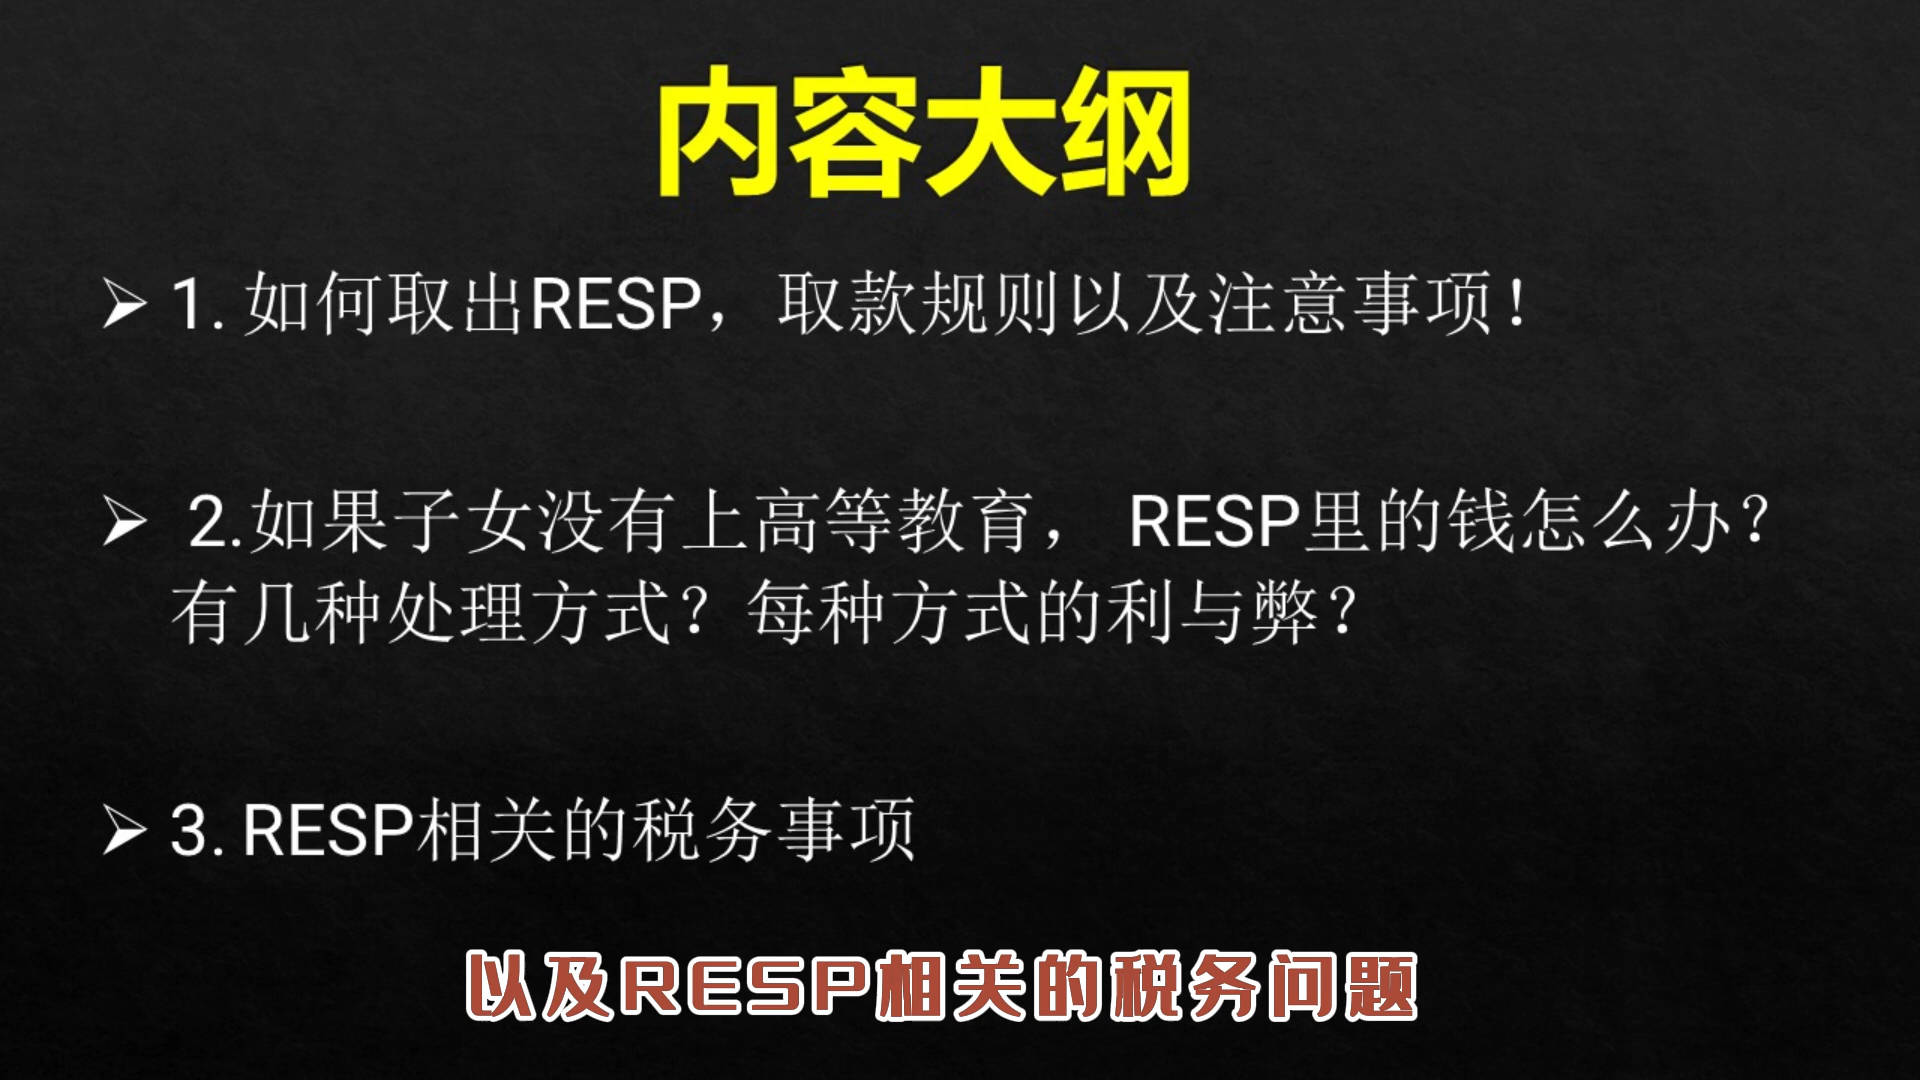 内容大纲
1. 如何取出RESP，取款规则以及注意事项！
2.如果子女没有上高等教育， RESP里的钱怎么办？
有几种处理方式？每种方式的利与弊？
3. RESP相关的税务事项
以及RESP相关的税务问题